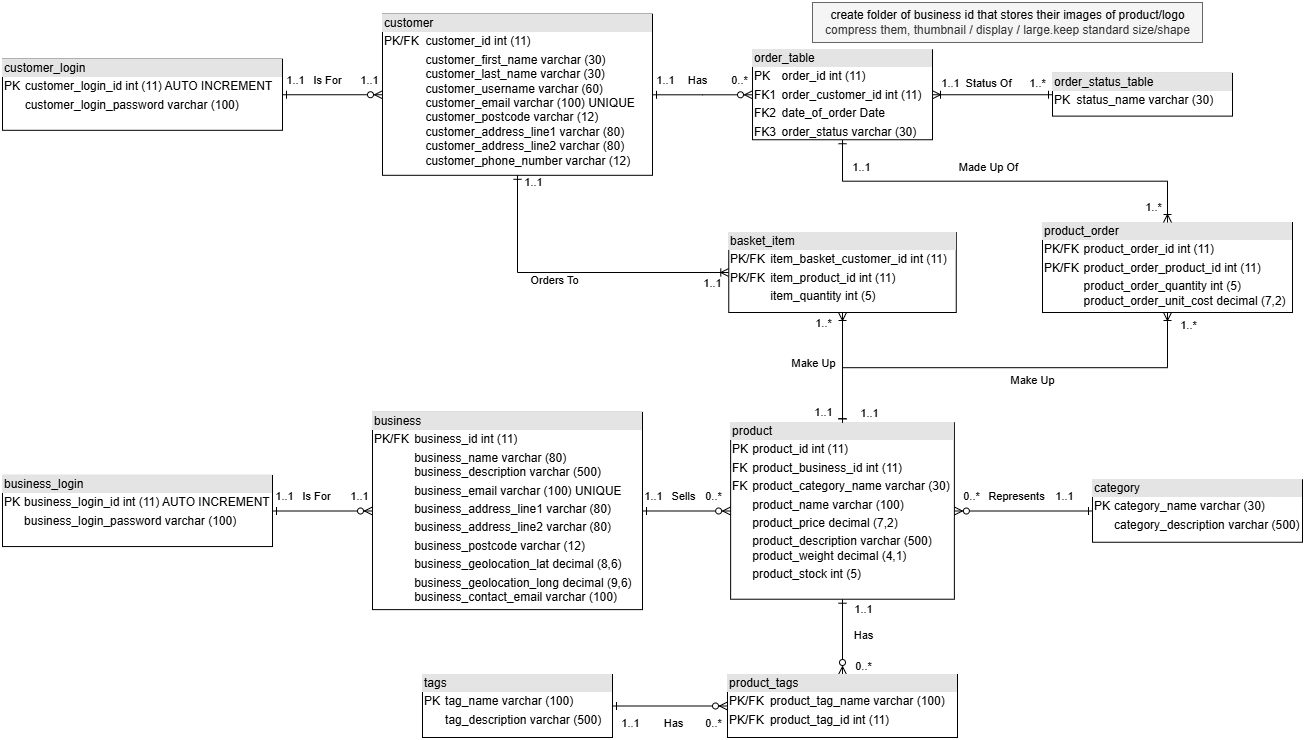 create folder of business id that stores their images of product/logo
compress them, thumbnail / display / large.keep standard size/shape
customer
PK/FK customer_id int (11)
customer_first_name varchar (30)
customer_last_name varchar (30)
customer_username varchar (60)
customer_email varchar (100) UNIQUE
customer_postcode varchar (12)
customer_address_line1 varchar (80)
customer_address_line2 varchar (80)
customer_phone_number varchar (12)
customer_login
PK customer_login_id int (11) AUTO INCREMENT
customer_login_password varchar (100)
1..1 Is For 1..1
1..1 Has 0..*
order_table
PK order_id int (11)
FK1 order_customer_id int (11)
FK2 date_of_order Date
FK3 order_status varchar (30)
1..1 Status Of 1..*
order_status_table
PK status_name varchar (30)
1..1 Made Up Of
1..*
1..1
Orders To
1..1
basket_item
PK/FK item_basket_customer_id int (11)
PK/FK item_product_id int (11)
item_quantity int (5)
product_order
PK/FK product_order_id int (11)
PK/FK product_order_product_id int (11)
product_order_quantity int (5)
product_order_unit_cost decimal (7,2)
1..*
1..*
Make Up
Make Up
1..1 1..1
business
PK/FK business_id int (11)
business_name varchar (80)
business_description varchar (500)
business_email varchar (100) UNIQUE
business_address_line1 varchar (80)
business_address_line2 varchar (80)
business_postcode varchar (12)
business_geolocation_lat decimal (8,6)
business_geolocation_long decimal (9,6)
business_contact_email varchar (100)
business_login
PK business_login_id int (11) AUTO INCREMENT
business_login_password varchar (100)
1..1 Is For 1..1
1..1 Sells 0..*
product
PK product_id int (11)
FK product_business_id int (11)
FK product_category_name varchar (30)
product_name varchar (100)
product_price decimal (7,2)
product_description varchar (500)
product_weight decimal (4,1)
product_stock int (5)
0..* Represents 1..1
category
PK category_name varchar (30)
category_description varchar (500)
1..1
Has
0..*
tags
PK tag_name varchar (100)
tag_description varchar (500)
1..1 Has 0..*
product_tags
PK/FK product_tag_name varchar (100)
PK/FK product_tag_id int (11)